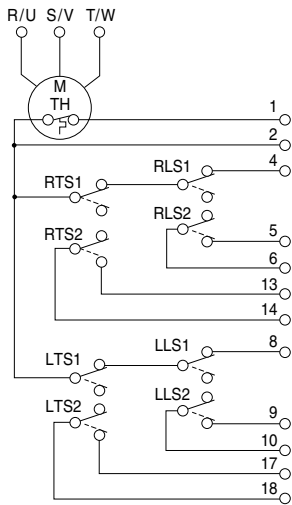 R/U S/V T/W
M
TH
1
2
RLS1 4
RTS1
RLS2
RTS2 5
6
13
14
LTS1 LLS1 8
LTS2 LLS2
9
10
17
18